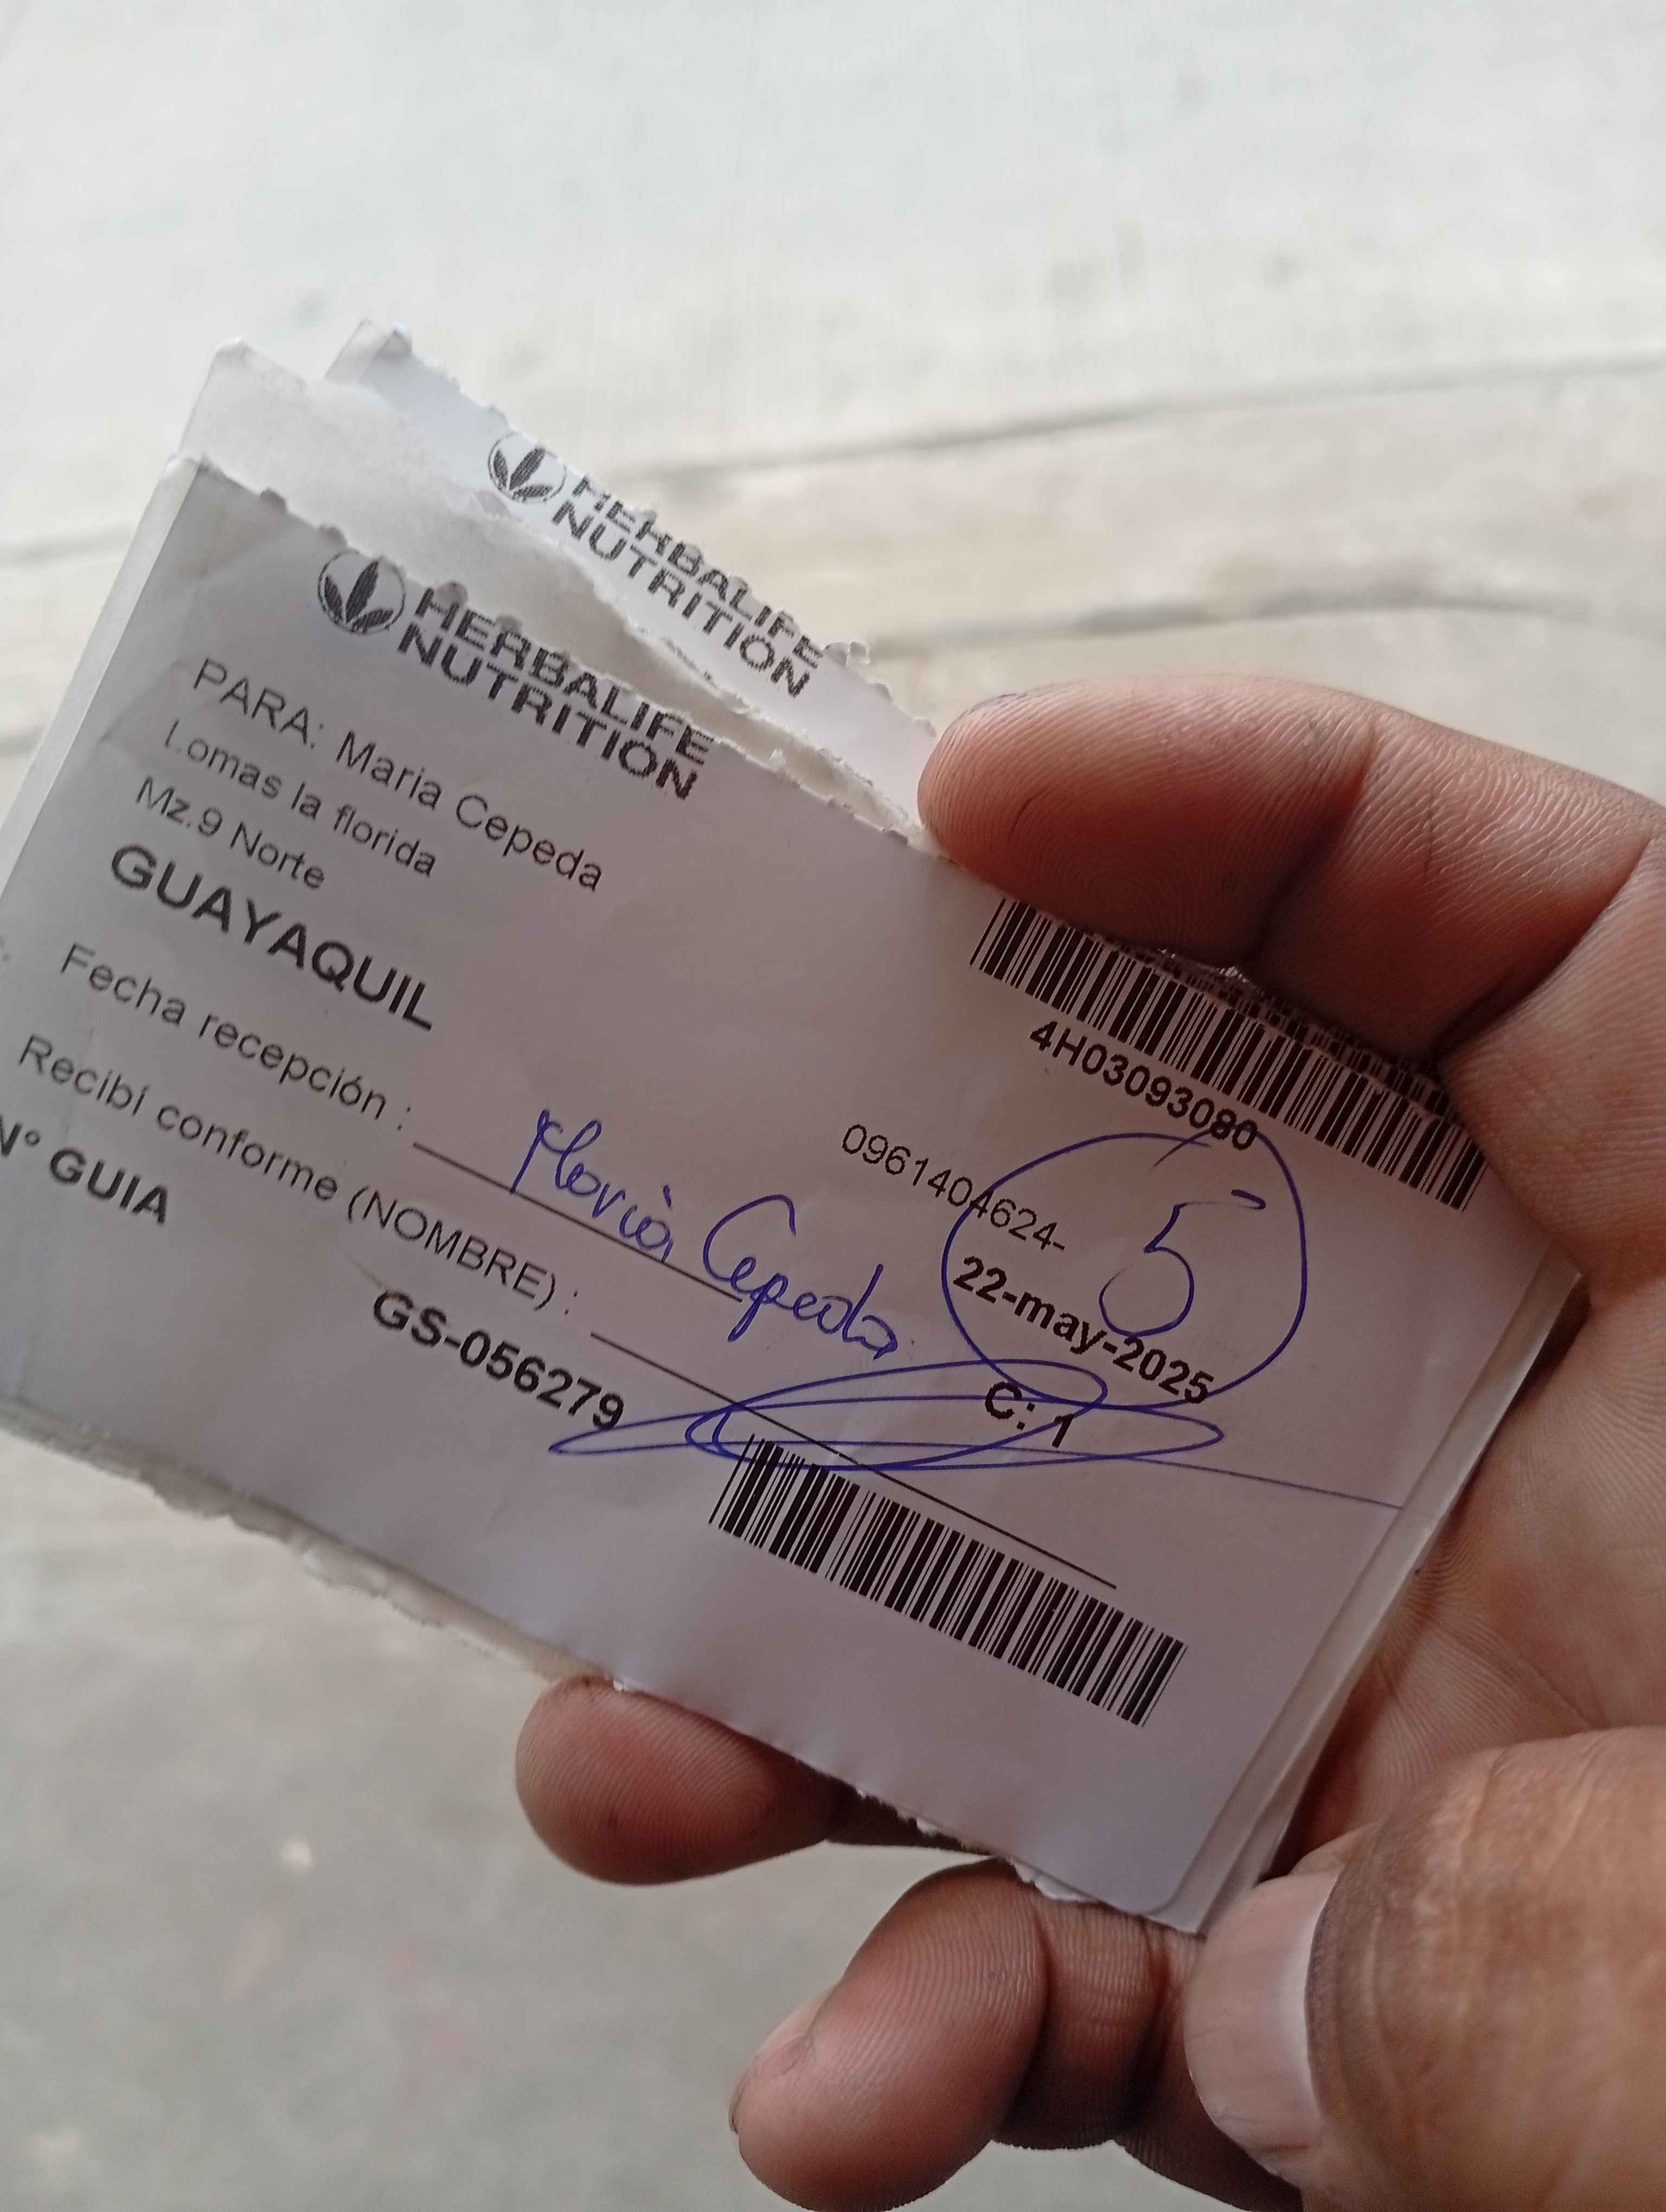 HERBALIFE
NUTRITION
HERBALIFE
NUTRITION
PARA: Maria Cepeda
Lomas la florida
Mz.9 Norte
GUAYAQUIL
4H03093080
0961404624-
5
22-may-2025
C: 1
Fecha recepción :
María Cepeda
Recibí conforme (NOMBRE) :
N° GUIA
GS-056279